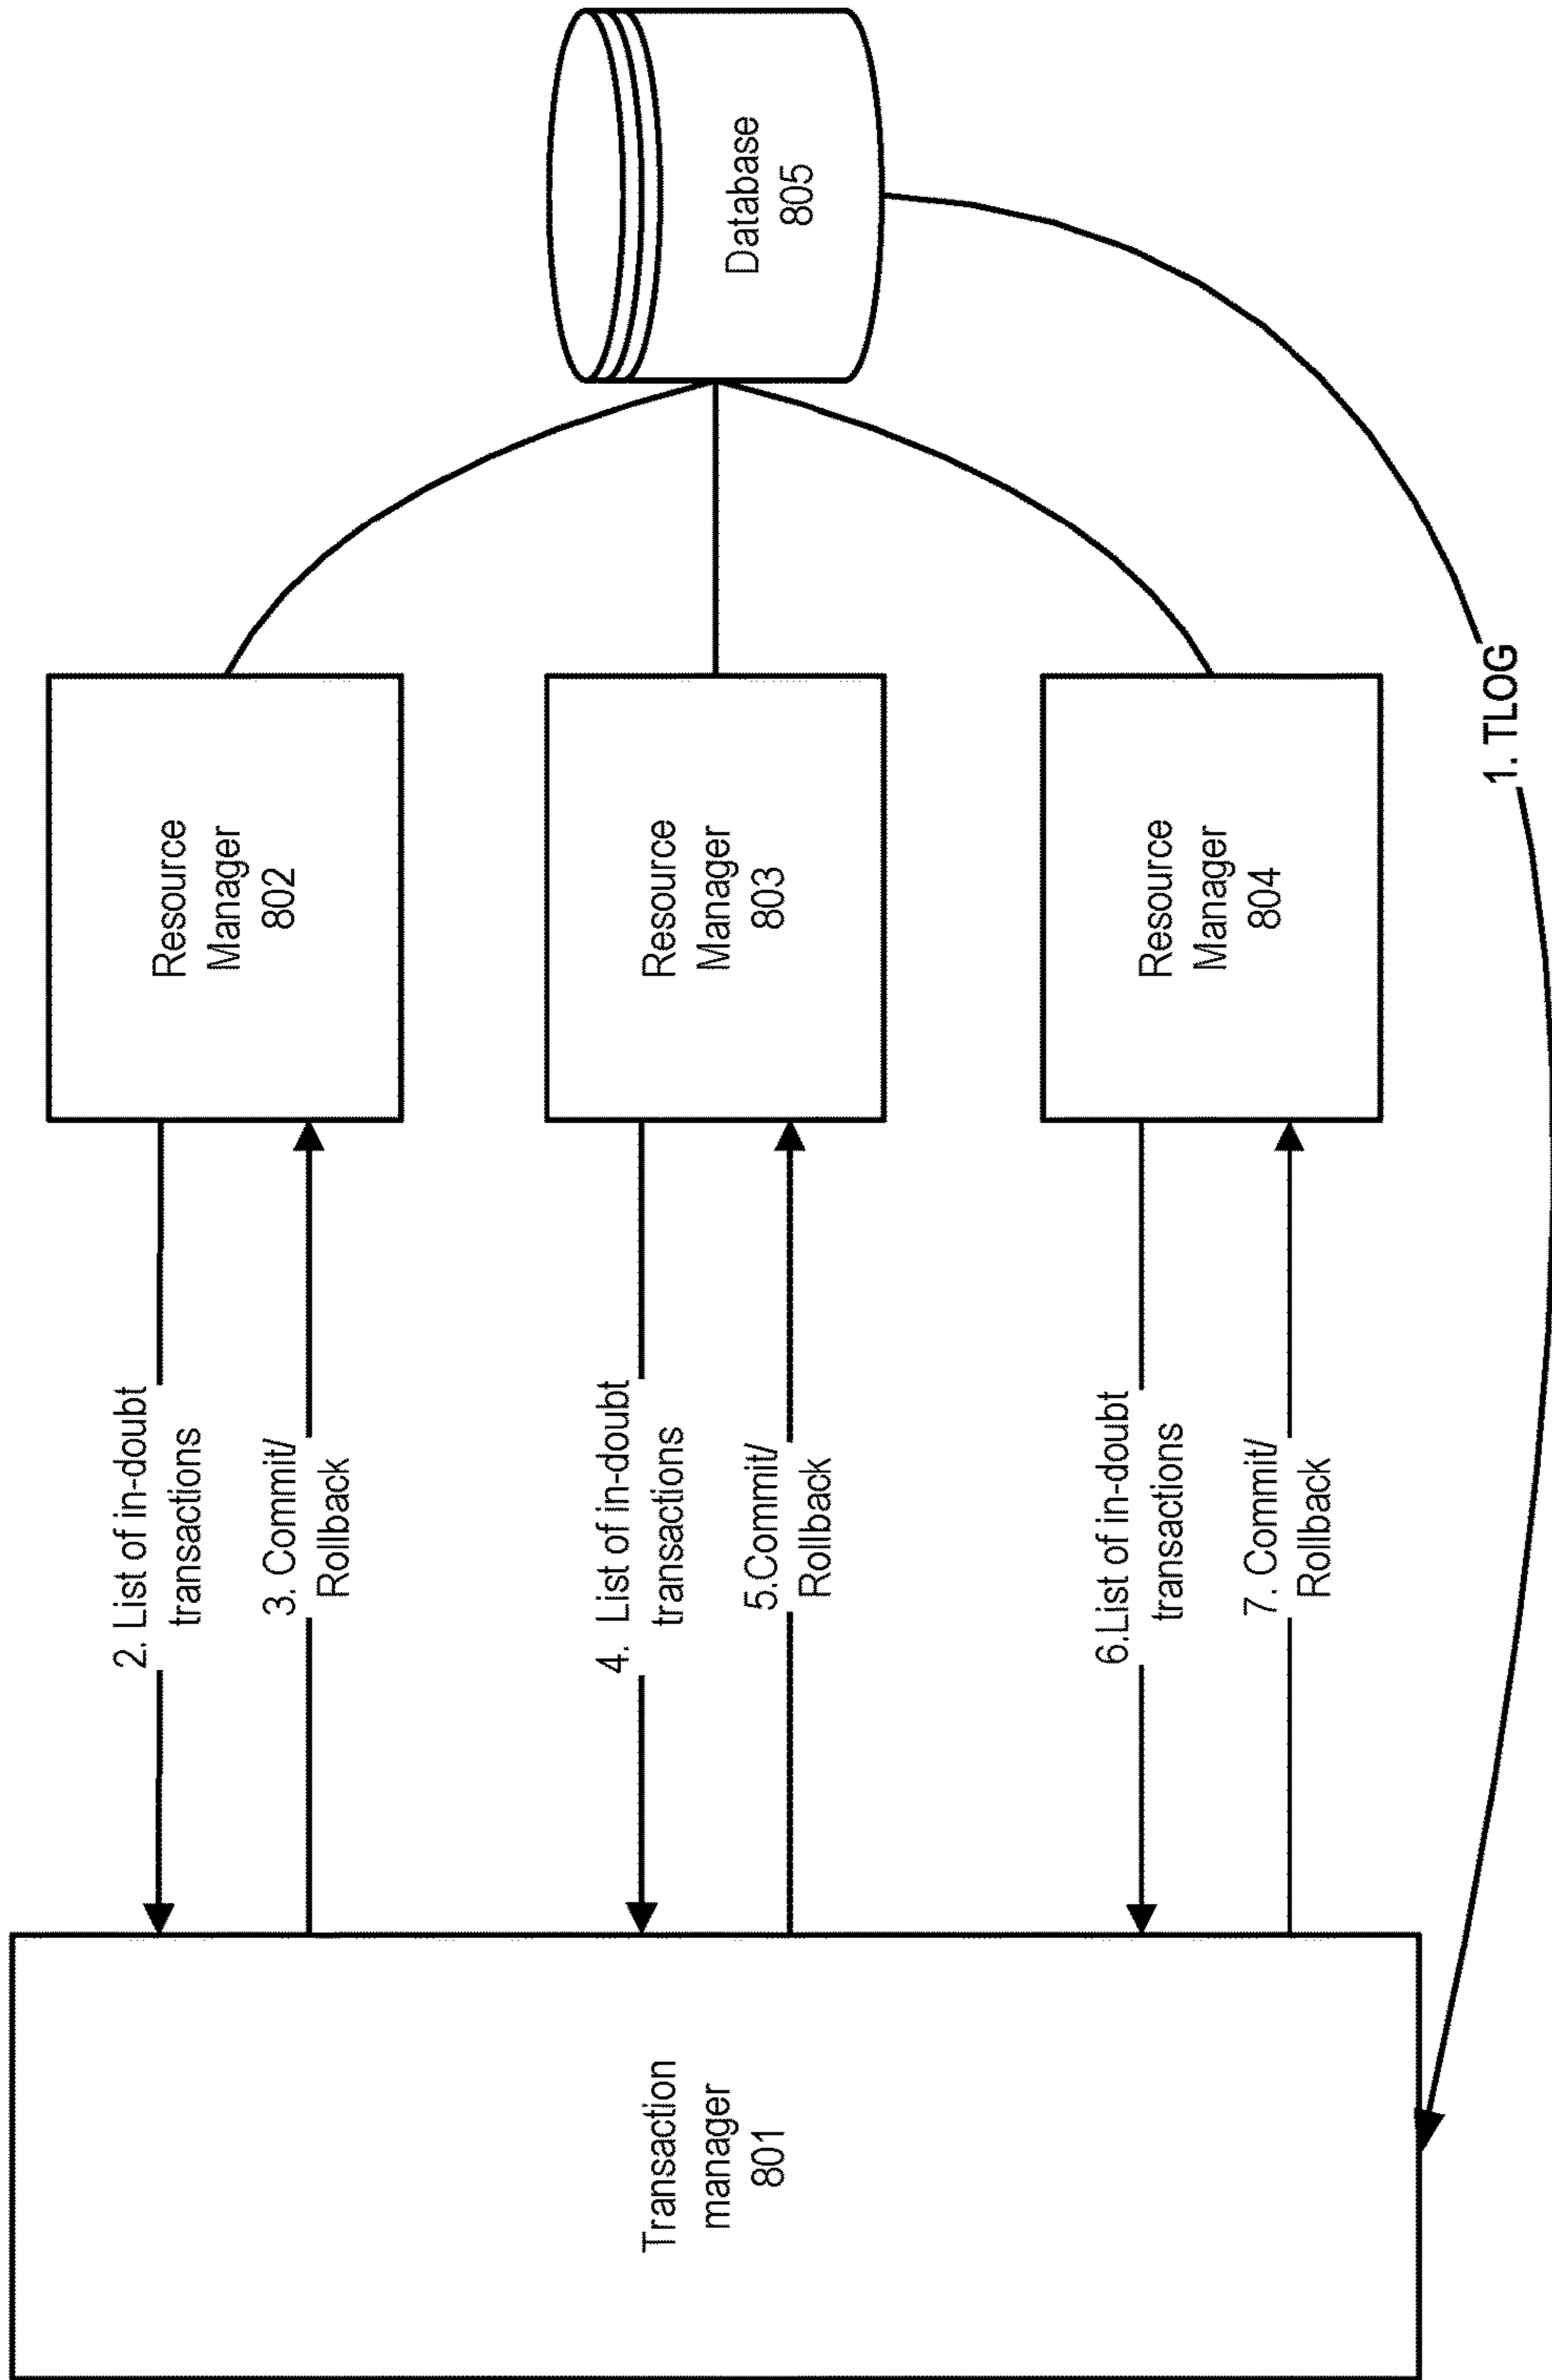 Transaction
manager
801
2. List of in-doubt
transactions
3. Commit/
Rollback
4. List of in-doubt
transactions
5.Commit/
Rollback
6.List of in-doubt
transactions
7. Commit/
Rollback
Resource
Manager
802
Resource
Manager
803
Resource
Manager
804
Database
805
1. TLOG